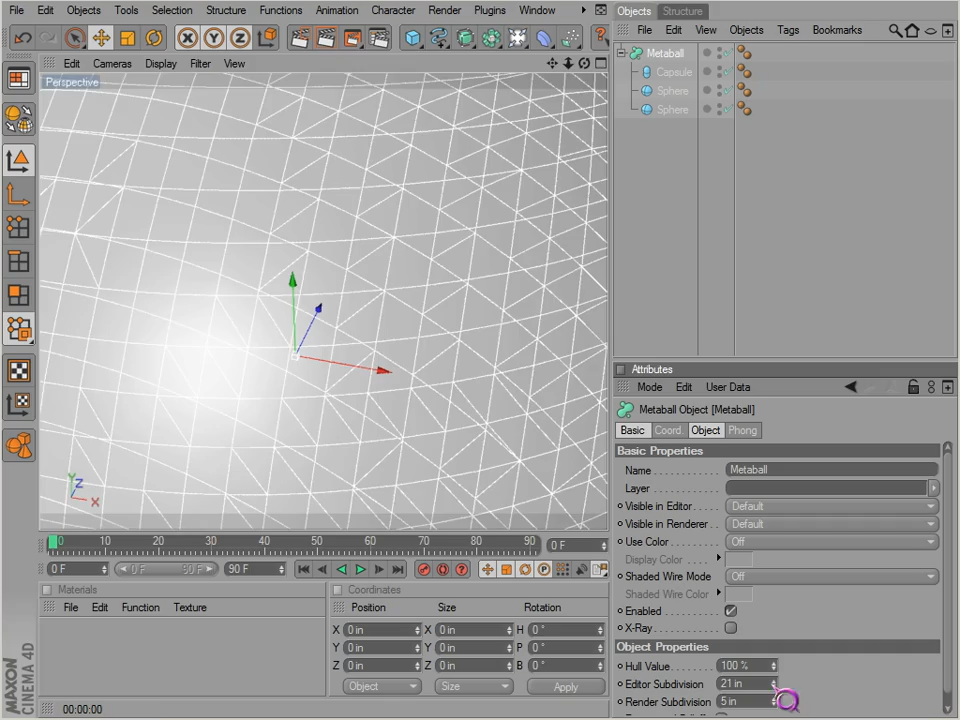 File Edit Objects Tools Selection Structure Functions Animation Character Render Plugins Window
Objects Structure
File Edit View Objects Tags Bookmarks
Metaball
Capsule
Sphere
Sphere
Edit Cameras Display Filter View
Perspective
X Y Z
Y
Z
X
0 10 20 30 40 50 60 70 80 90 0 F
0 F 0 F 90 F 90 F
Materials
File Edit Function Texture
Coordinates
Position Size Rotation
X 0 in X 0 in H 0 °
Y 0 in Y 0 in P 0 °
Z 0 in Z 0 in B 0 °
Object Size Apply
Attributes
Mode Edit User Data
Metaball Object [Metaball]
Basic Coord. Object Phong
Basic Properties
Name Metaball
Layer
Visible in Editor Default
Visible in Renderer Default
Use Color Off
Display Color
Shaded Wire Mode Off
Shaded Wire Color
Enabled
X-Ray
Object Properties
Hull Value 100 %
Editor Subdivision 21 in
Render Subdivision 5 in
MAXON
CINEMA 4D
00:00:00